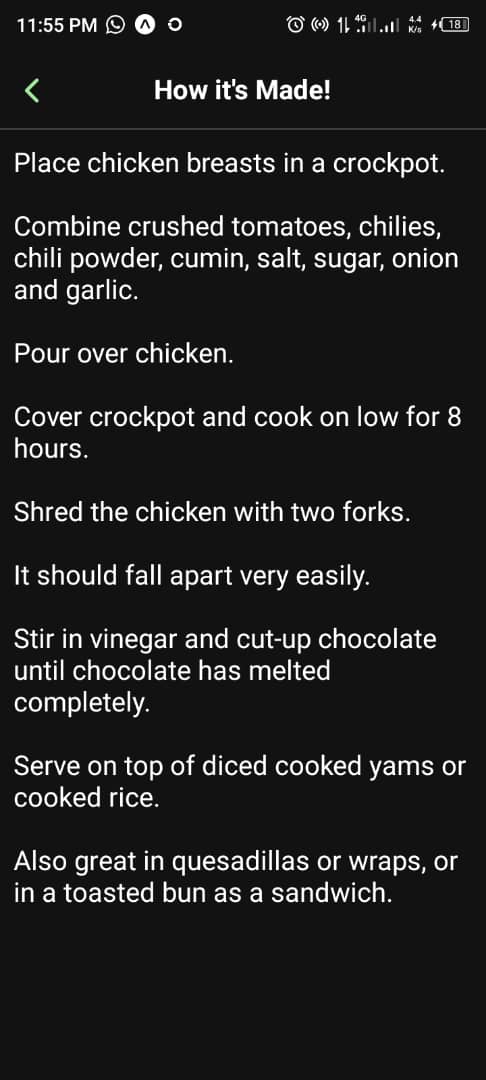 11:55 PM
4G 4.4 K/s 18
How it's Made!
Place chicken breasts in a crockpot.
Combine crushed tomatoes, chilies,
chili powder, cumin, salt, sugar, onion
and garlic.
Pour over chicken.
Cover crockpot and cook on low for 8
hours.
Shred the chicken with two forks.
It should fall apart very easily.
Stir in vinegar and cut-up chocolate
until chocolate has melted
completely.
Serve on top of diced cooked yams or
cooked rice.
Also great in quesadillas or wraps, or
in a toasted bun as a sandwich.